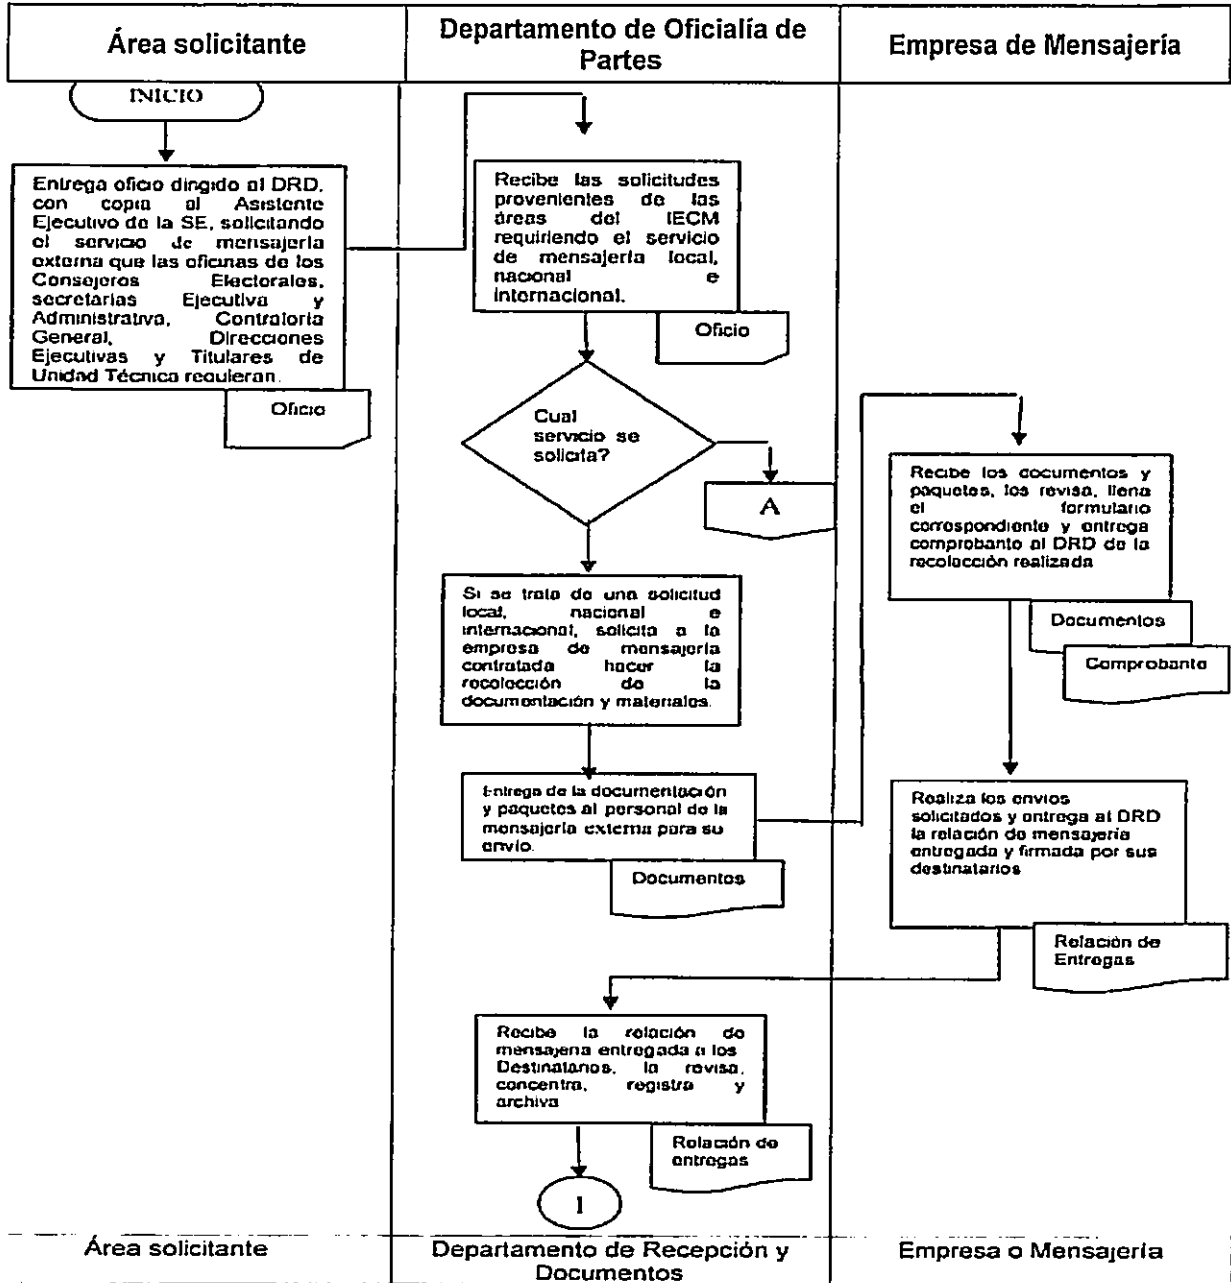 Área solicitante
Departamento de Oficialía de
Partes
Empresa de Mensajería
INICIO
Entrega oficio dirigido al DRD,
con copia al Asistente
Ejecutivo de la SE, solicitando
el servicio de mensajería
externa que las oficinas de los
Consejeros Electorales,
secretarías Ejecutiva y
Administrativa, Contraloría
General, Direcciones
Ejecutivas y Titulares de
Unidad Técnica requieran.
Oficio
Recibe las solicitudes
provenientes de las
áreas del IECM
requiriendo el servicio
de mensajería local,
nacional e
internacional.
Oficio
Cual
servicio se
solicita?
A
Si se trata de una solicitud
local, nacional e
internacional, solicita a la
empresa de mensajería
contratada hacer la
recolección de la
documentación y materiales.
Entrega de la documentación
y paquetes al personal de la
mensajería externa para su
envío.
Documentos
Recibe los documentos y
paquetes, los revisa, llena
el formulario
correspondiente y entrega
comprobante al DRD de la
recolección realizada
Documentos
Comprobante
Realiza los envíos
solicitados y entrega al DRD
la relación de mensajería
entregada y firmada por sus
destinatarios
Relación de
Entregas
Recibe la relación de
mensajería entregada a los
Destinatarios, la revisa,
concentra, registra y
archiva
Relación de
entregas
1
Área solicitante
Departamento de Recepción y
Documentos
Empresa o Mensajería